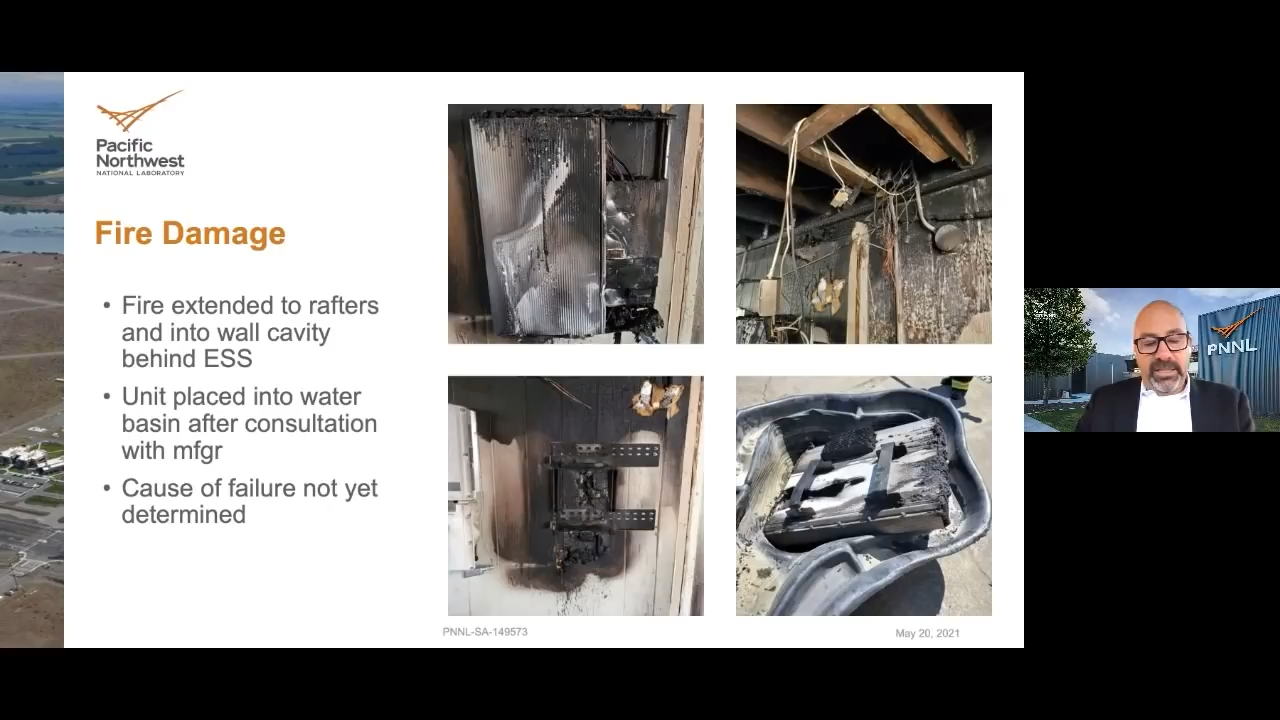 Pacific
Northwest
NATIONAL LABORATORY
Fire Damage
• Fire extended to rafters
and into wall cavity
behind ESS
• Unit placed into water
basin after consultation
with mfgr
• Cause of failure not yet
determined
PNNL-SA-149573
May 20, 2021
PNNL